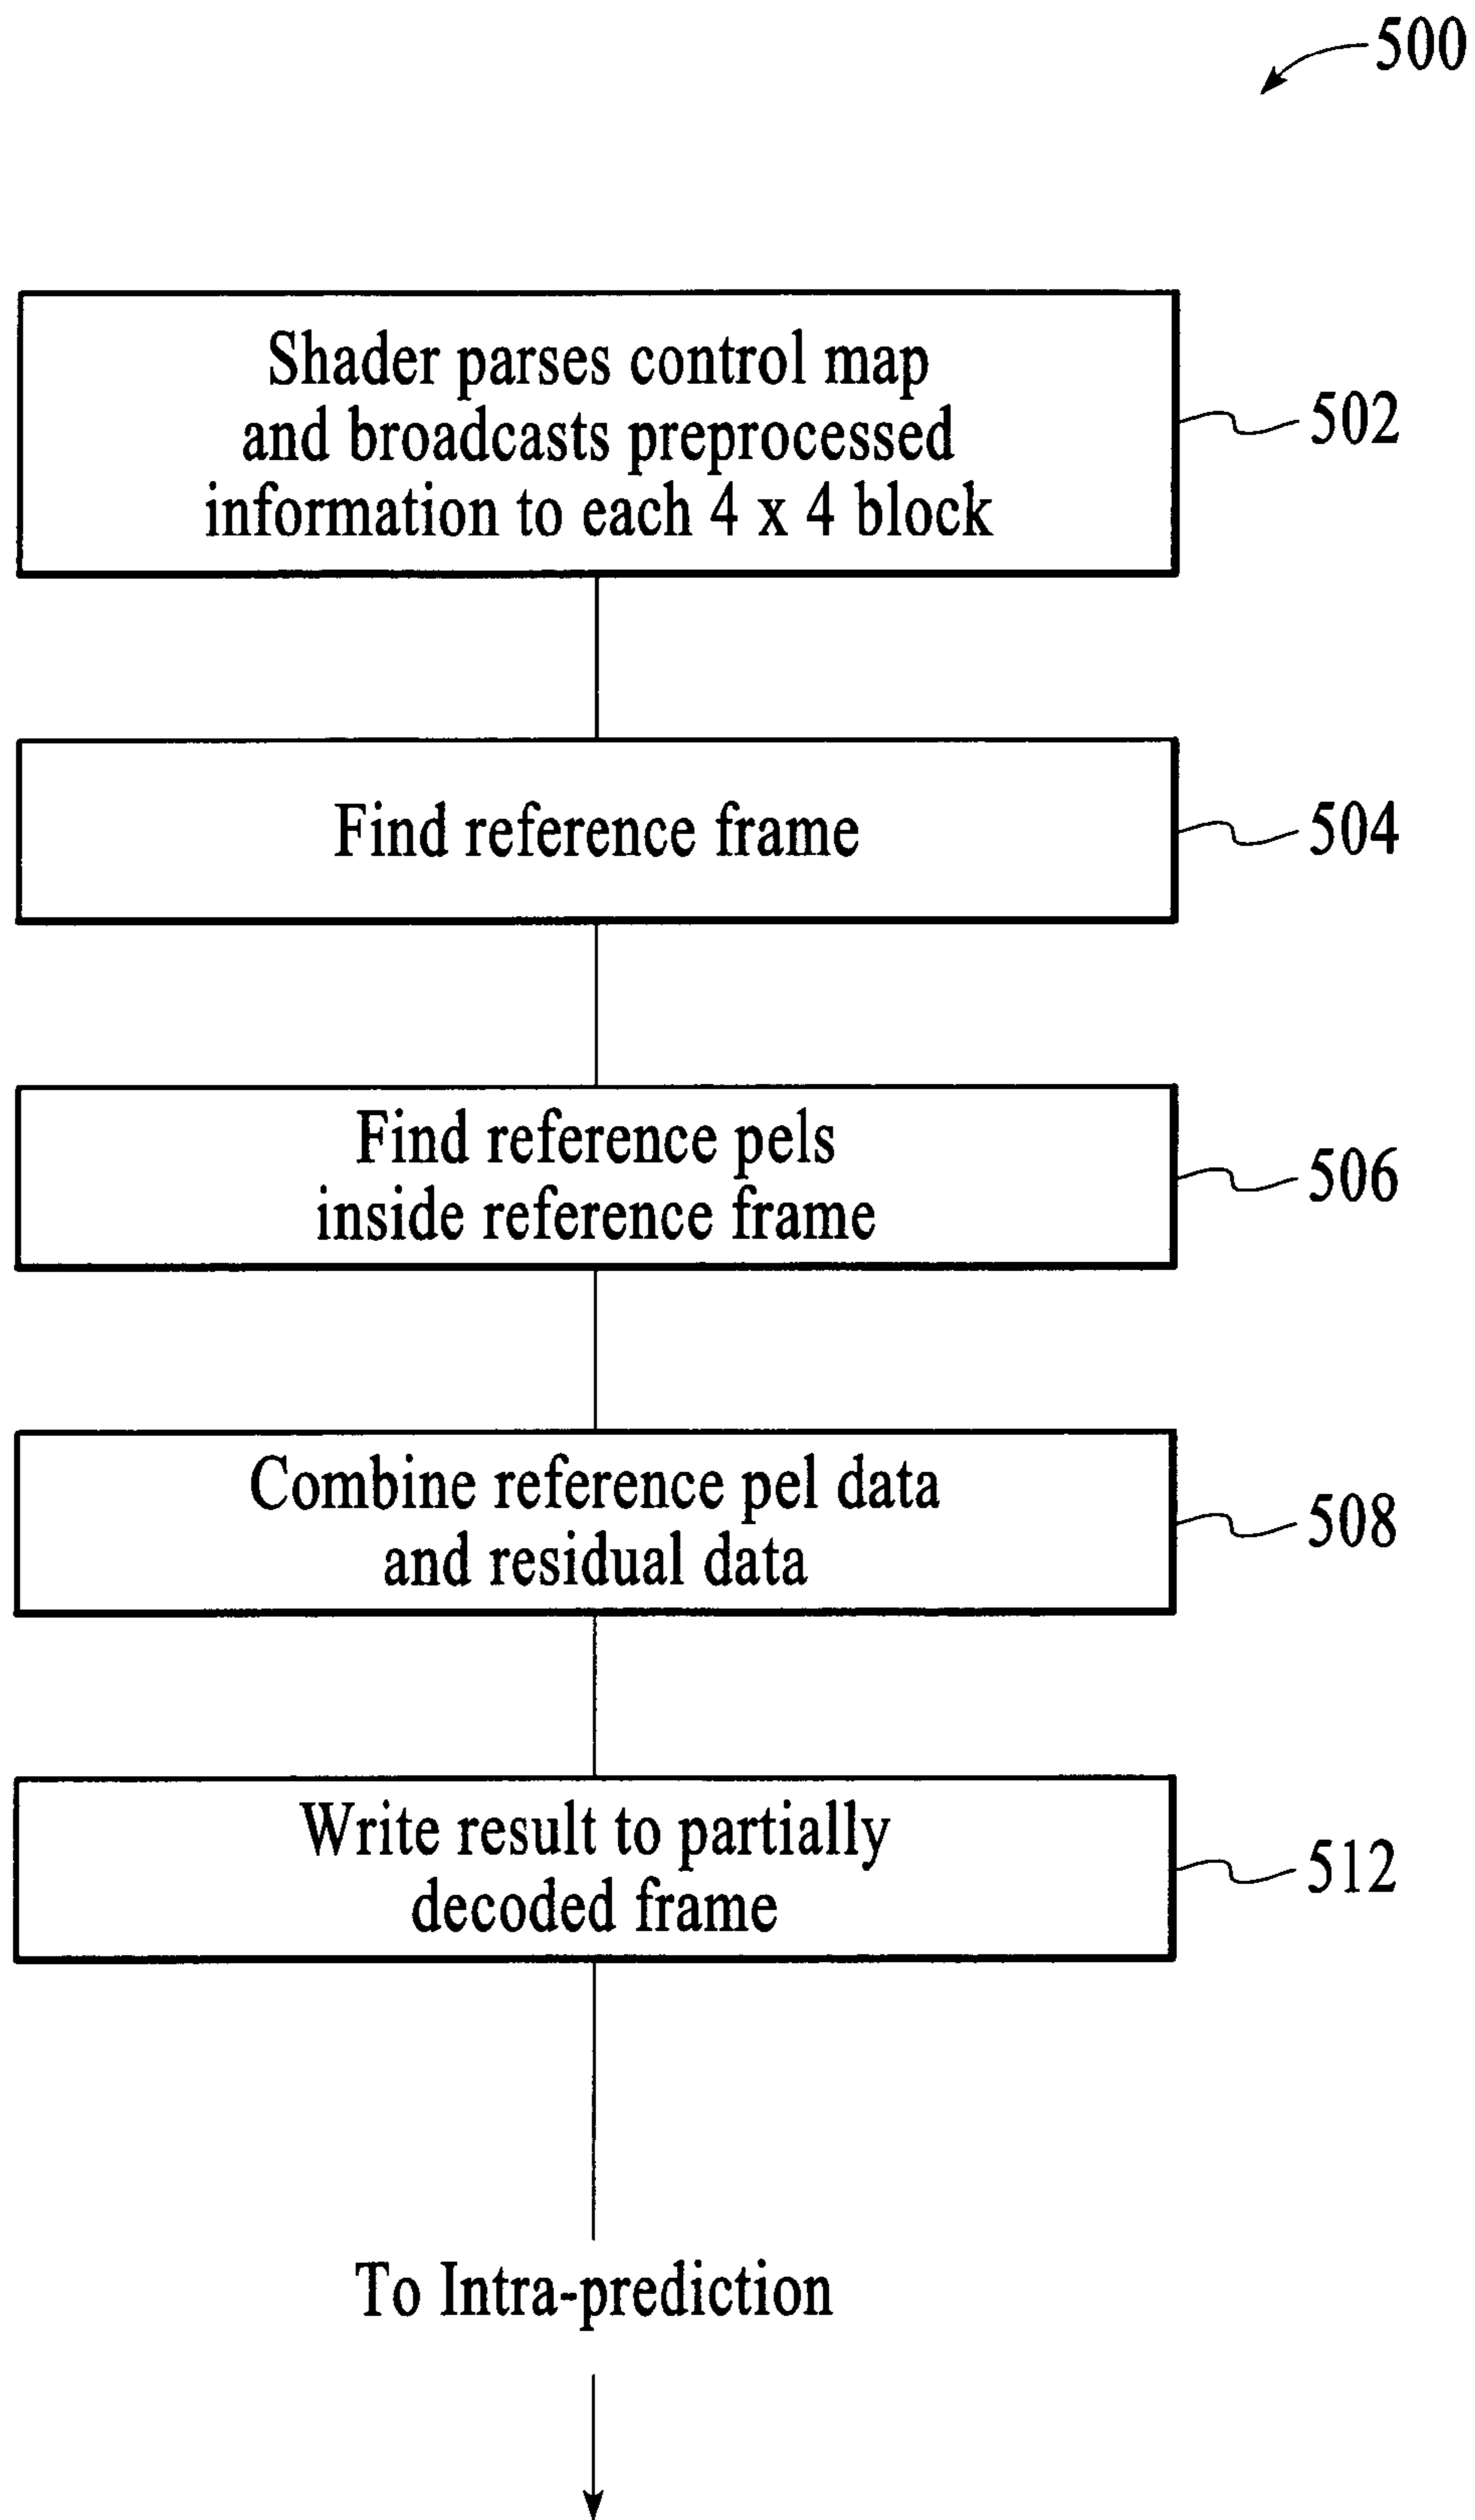 500
Shader parses control map
and broadcasts preprocessed
information to each 4 x 4 block
502
Find reference frame
504
Find reference pels
inside reference frame
506
Combine reference pel data
and residual data
508
Write result to partially
decoded frame
512
To Intra-prediction